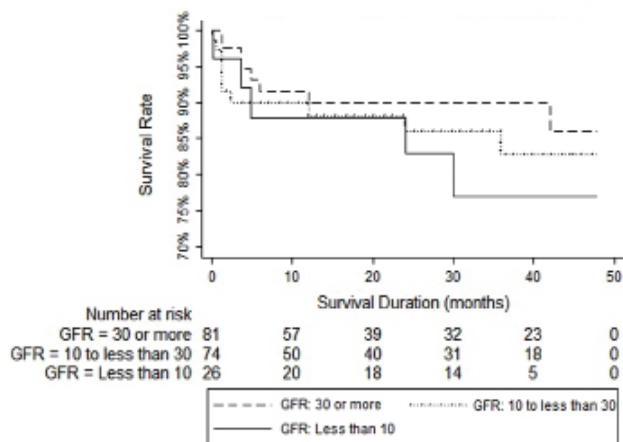 100%
95%
90%
85%
80%
75%
70%
Survival Rate
0 10 20 30 40 50
Survival Duration (months)
Number at risk
GFR = 30 or more 81 57 39 32 23 0
GFR = 10 to less than 30 74 50 40 31 18 0
GFR = Less than 10 26 20 18 14 5 0
GFR: 30 or more GFR: 10 to less than 30
GFR: Less than 10